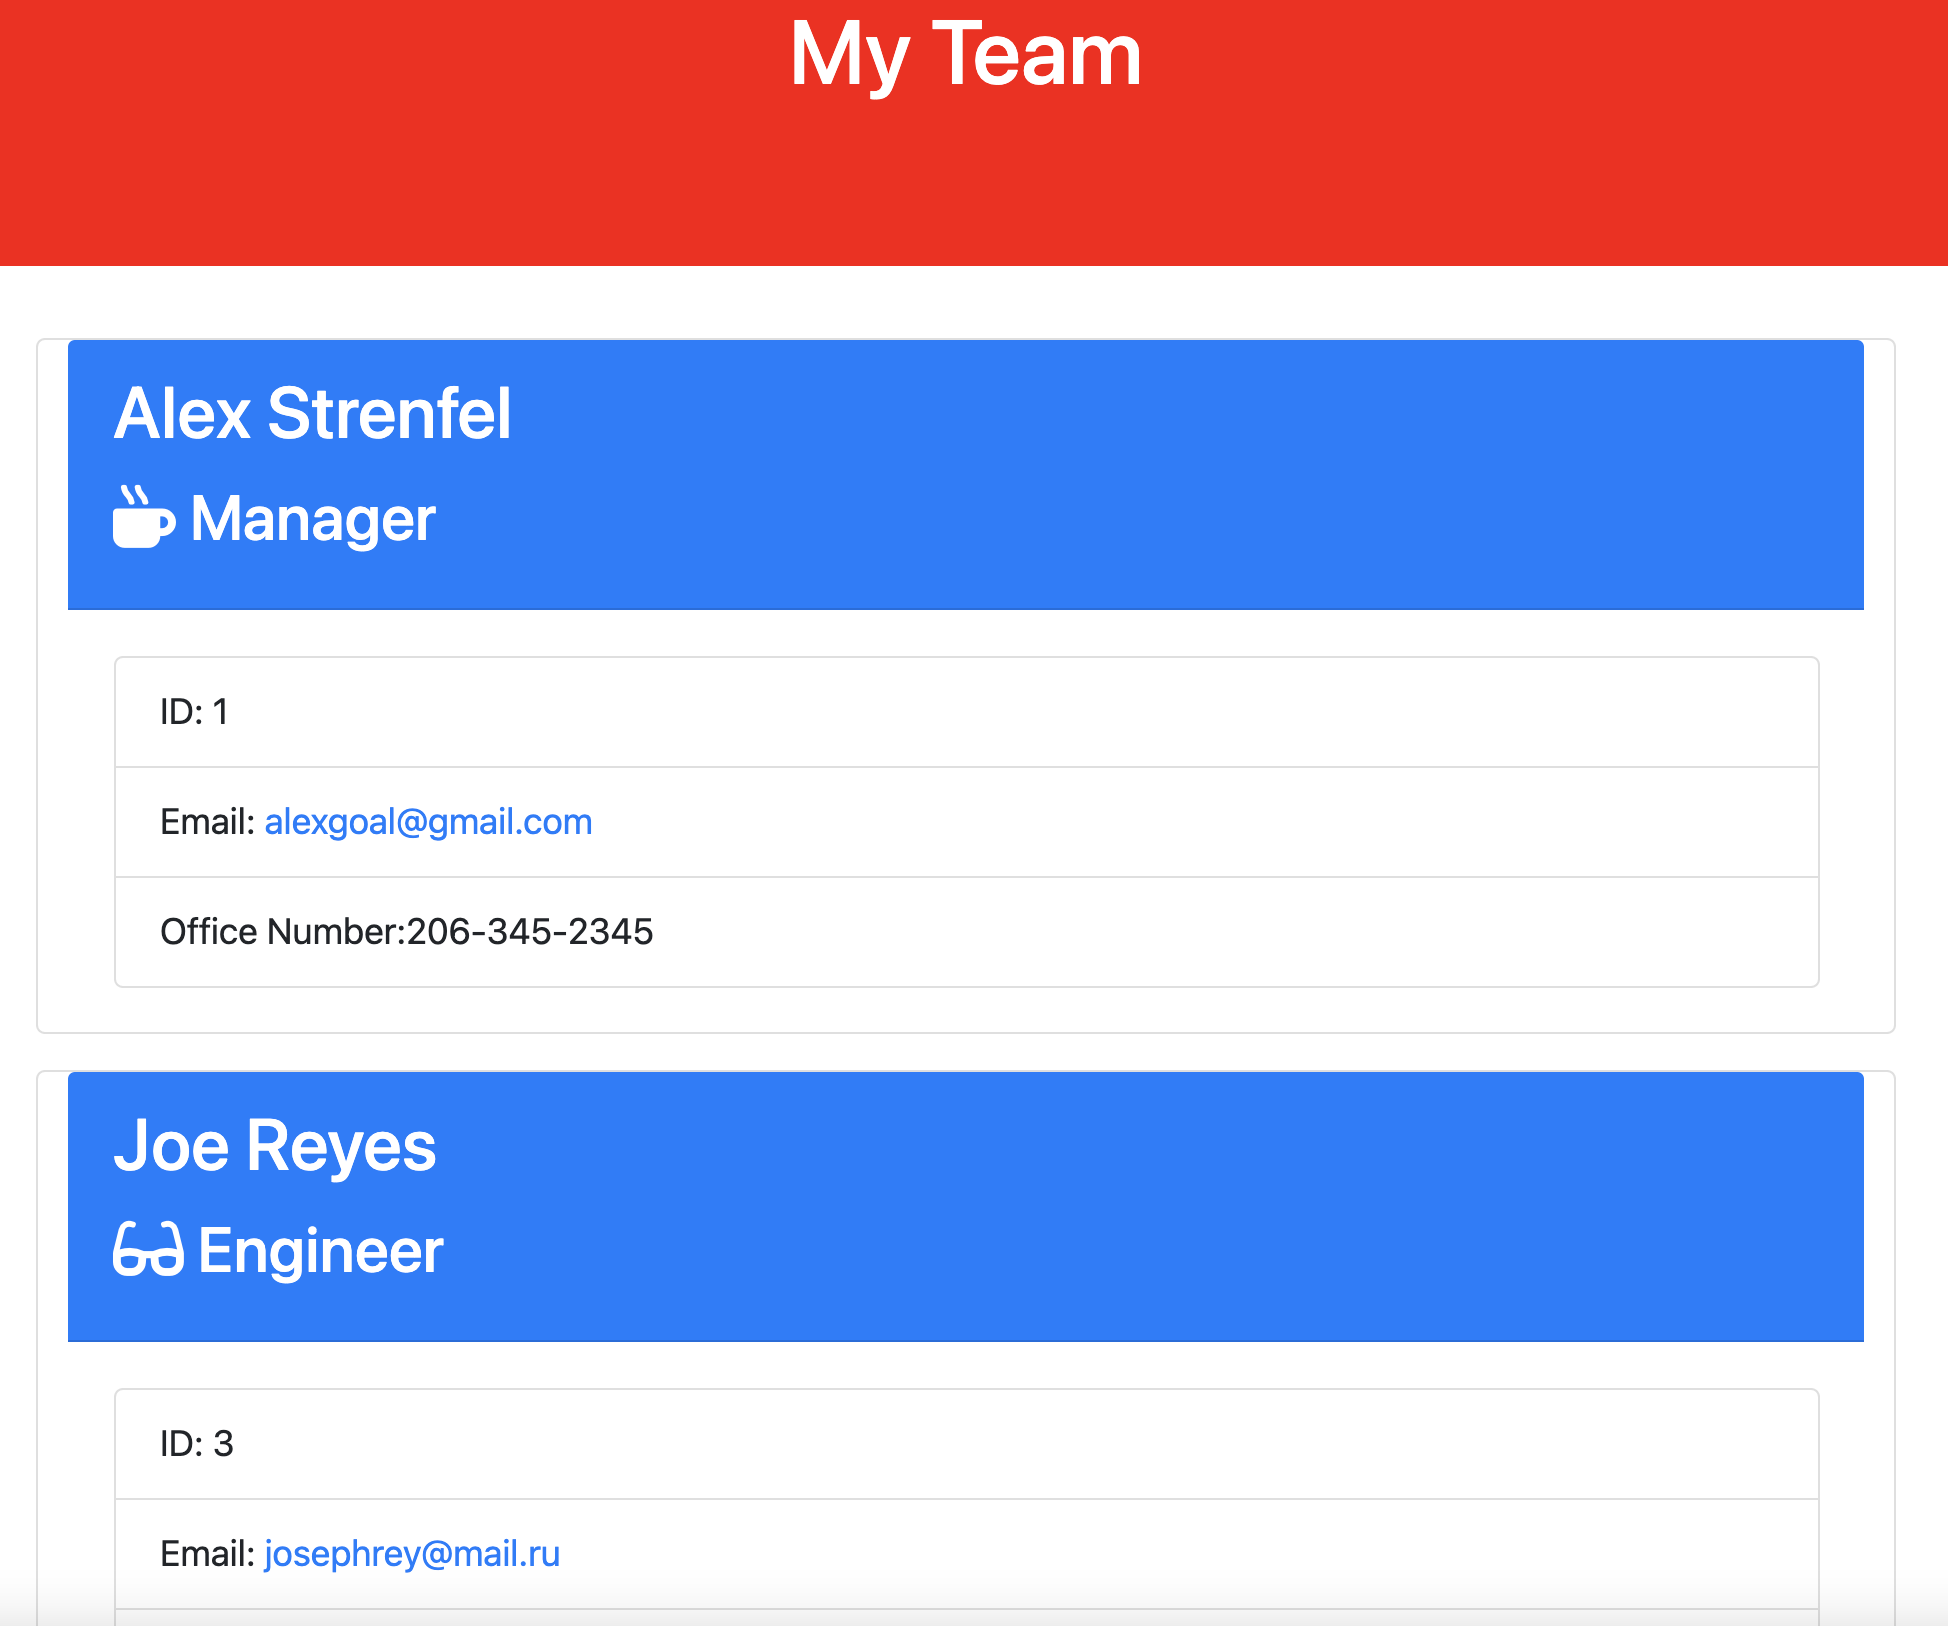 My Team
Alex Strenfel
Manager
ID: 1
Email: alexgoal@gmail.com
Office Number:206-345-2345
Joe Reyes
Engineer
ID: 3
Email: josephrey@mail.ru